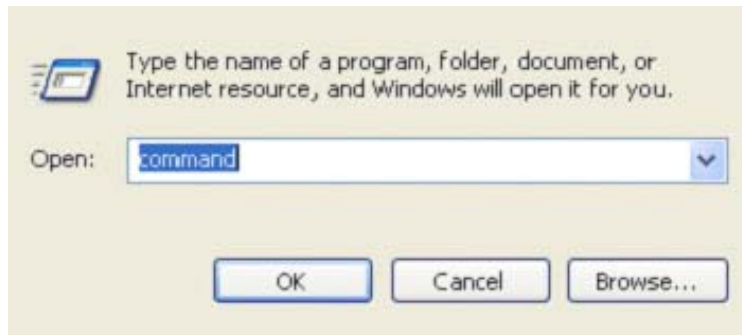 Type the name of a program, folder, document, or
Internet resource, and Windows will open it for you.
Open: command
OK Cancel Browse...